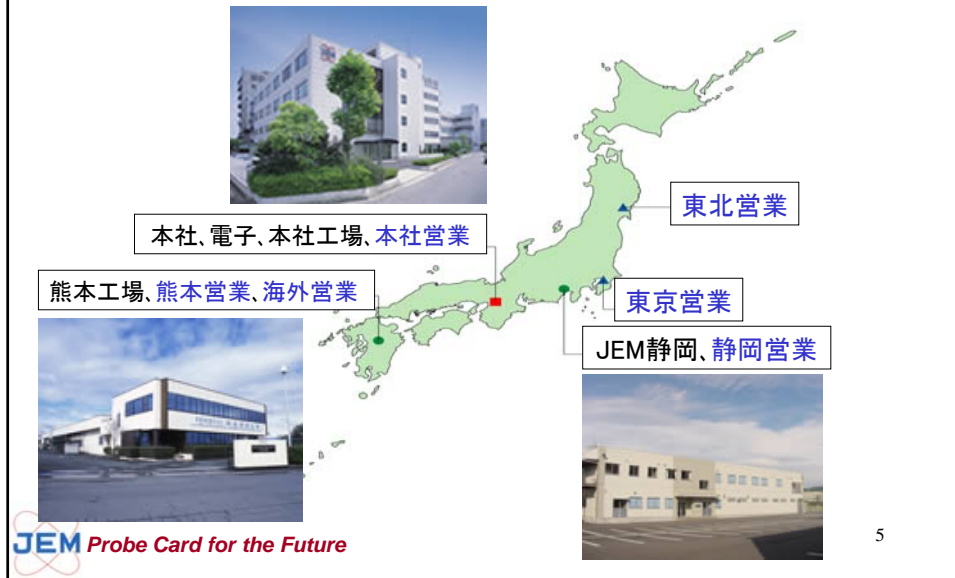 東北営業
本社、電子、本社工場、本社営業
熊本工場、熊本営業、海外営業
東京営業
JEM静岡、静岡営業
JEM Probe Card for the Future
5